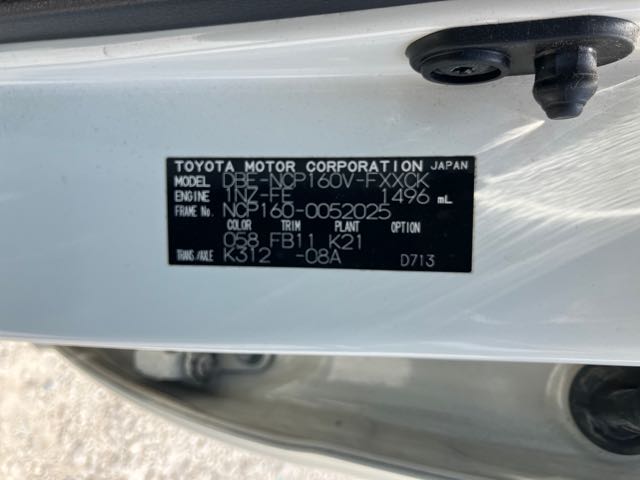 TOYOTA MOTOR CORPORATION JAPAN
MODEL DBE-NCP160V-FXXCK
ENGINE 1NZ-FE 1496 mL
FRAME No. NCP160-0052025
COLOR TRIM PLANT OPTION
058 FB11 K21
TRANS/AXLE K312 -08A D713